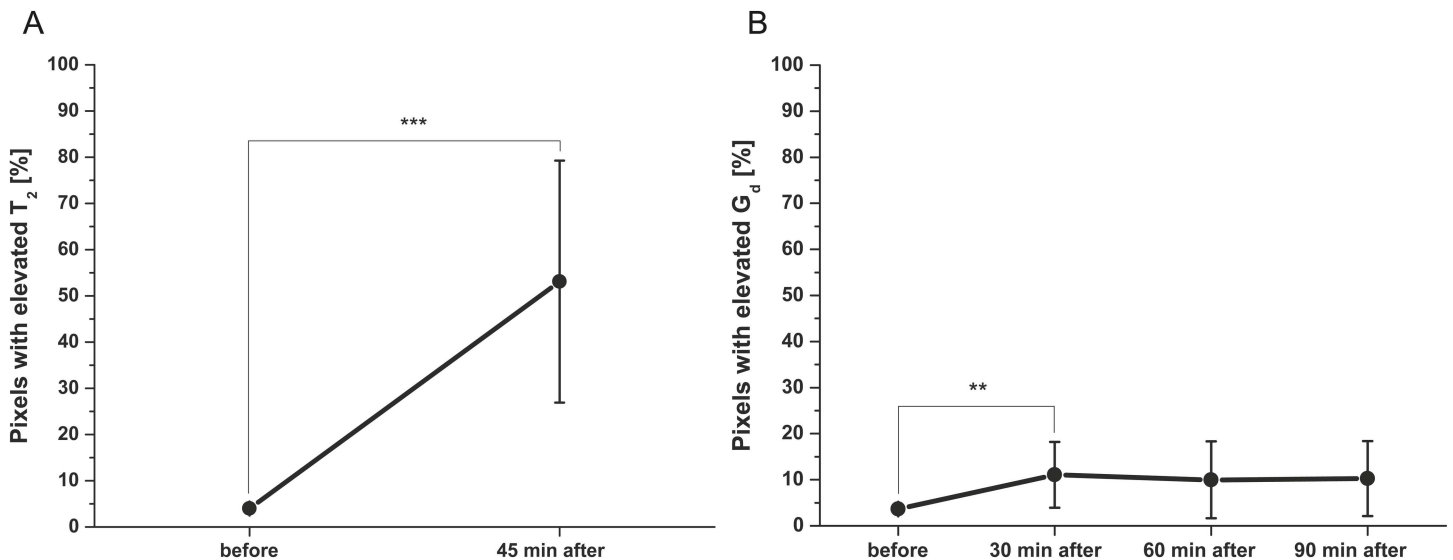 A
Pixels with elevated T2 [%]
100
90
80
70
60
50
40
30
20
10
0
***
before
45 min after
B
Pixels with elevated Gd [%]
100
90
80
70
60
50
40
30
20
10
0
**
before
30 min after
60 min after
90 min after